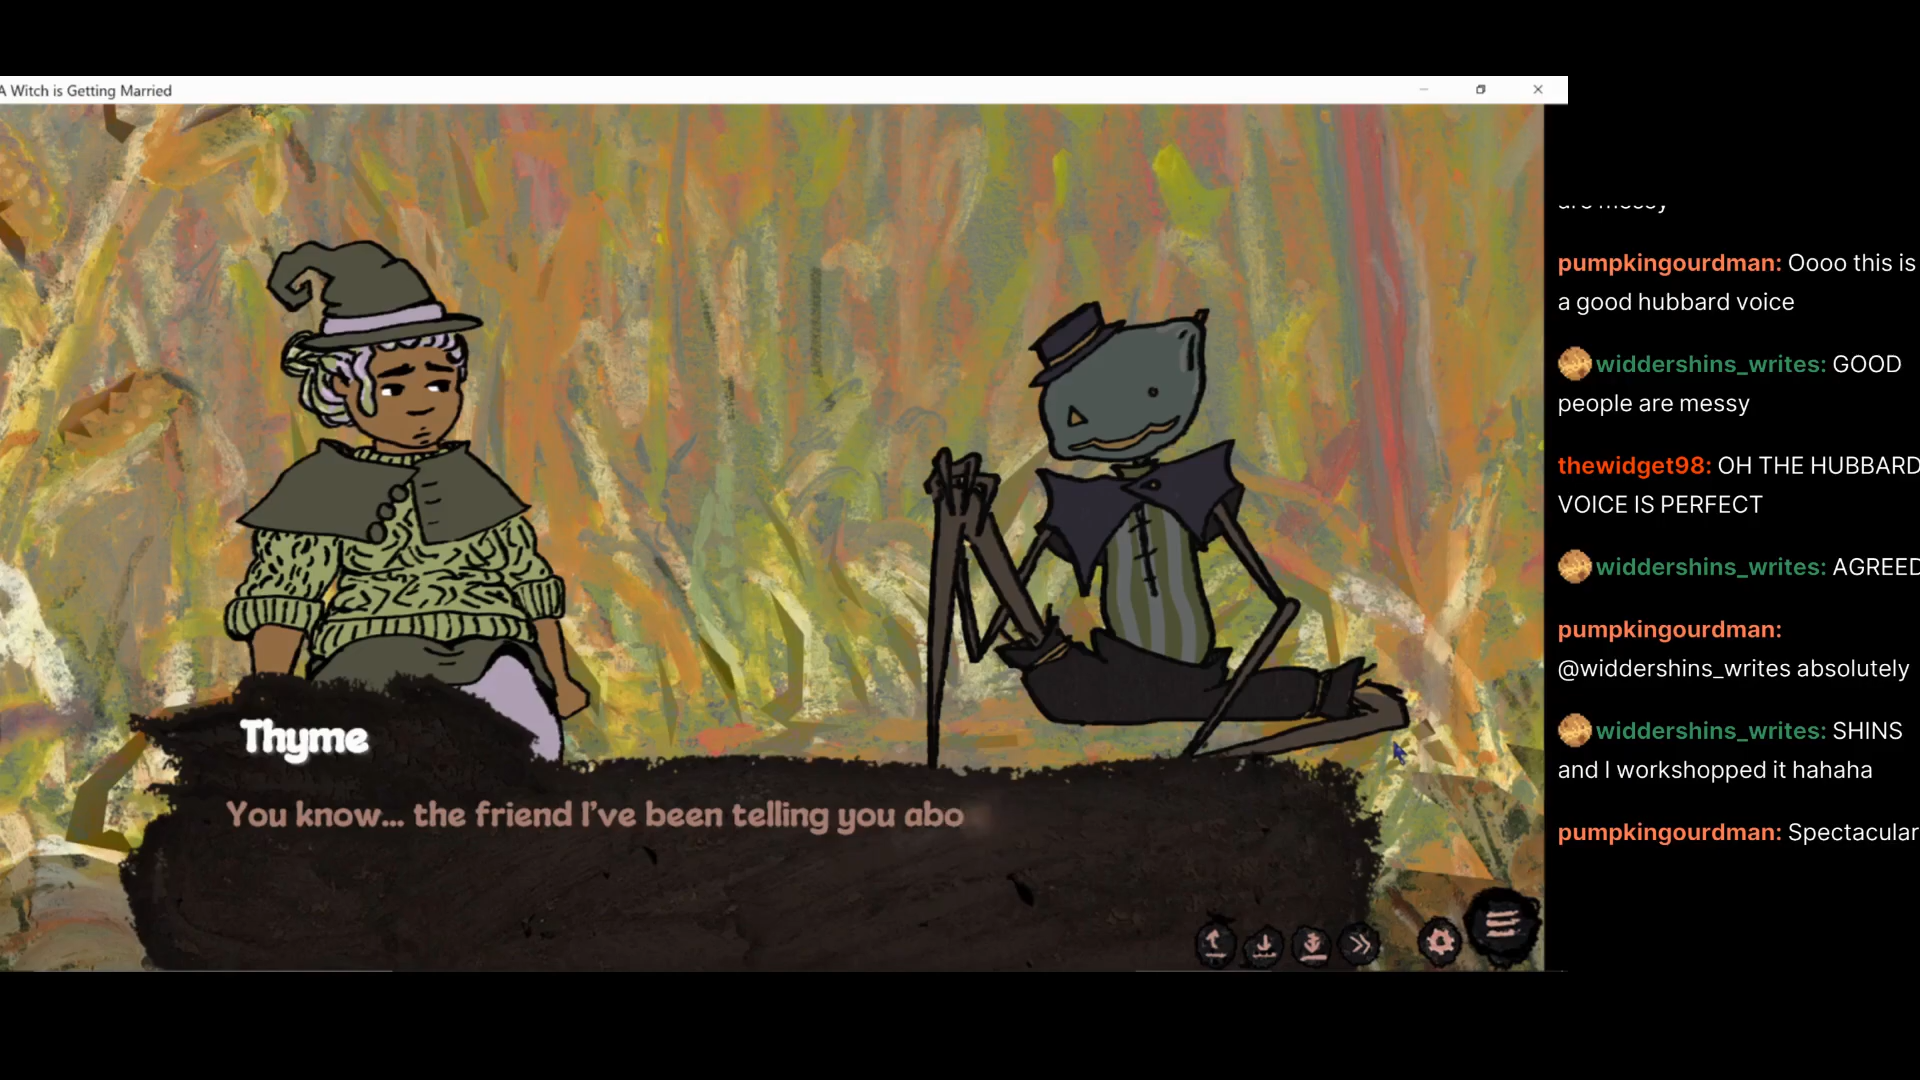 A Witch is Getting Married
are messy
pumpkingourdman: Oooo this is
a good hubbard voice
widdershins_writes: GOOD
people are messy
thewidget98: OH THE HUBBARD
VOICE IS PERFECT
widdershins_writes: AGREED
pumpkingourdman:
@widdershins_writes absolutely
widdershins_writes: SHINS
and I workshopped it hahaha
pumpkingourdman: Spectacular
Thyme
You know... the friend I've been telling you abo